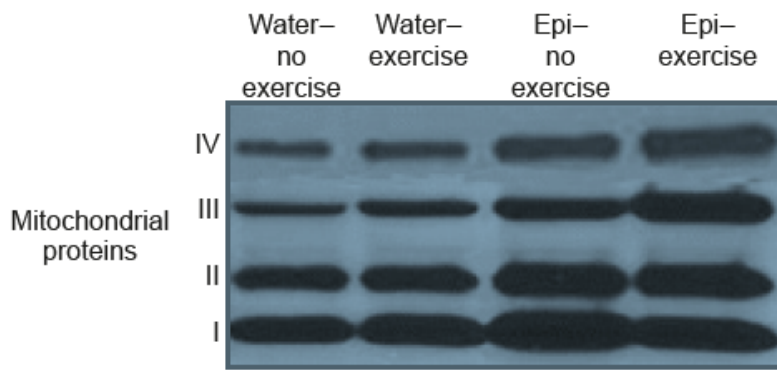 Water–
no
exercise
Water–
exercise
Epi–
no
exercise
Epi–
exercise
Mitochondrial
proteins
IV
III
II
I